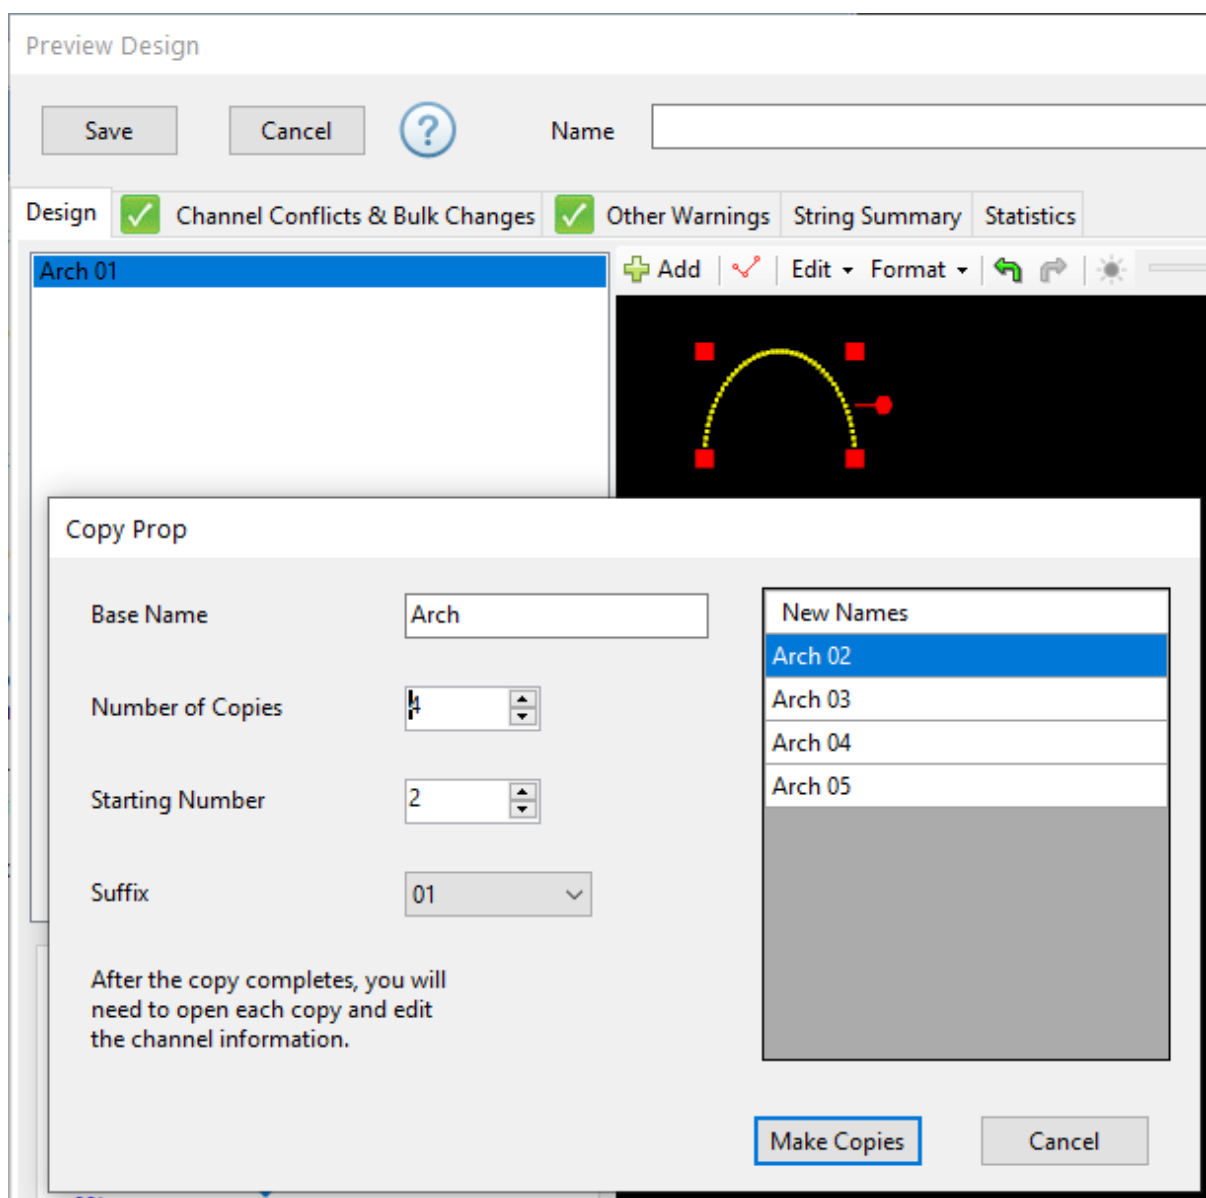 Preview Design
Save
Cancel
?
Name
Design
Channel Conflicts & Bulk Changes
Other Warnings
String Summary
Statistics
Arch 01
Add
Edit
Format
Copy Prop
Base Name
Arch
New Names
Arch 02
Number of Copies
4
Arch 03
Arch 04
Starting Number
2
Arch 05
Suffix
01
After the copy completes, you will
need to open each copy and edit
the channel information.
Make Copies
Cancel